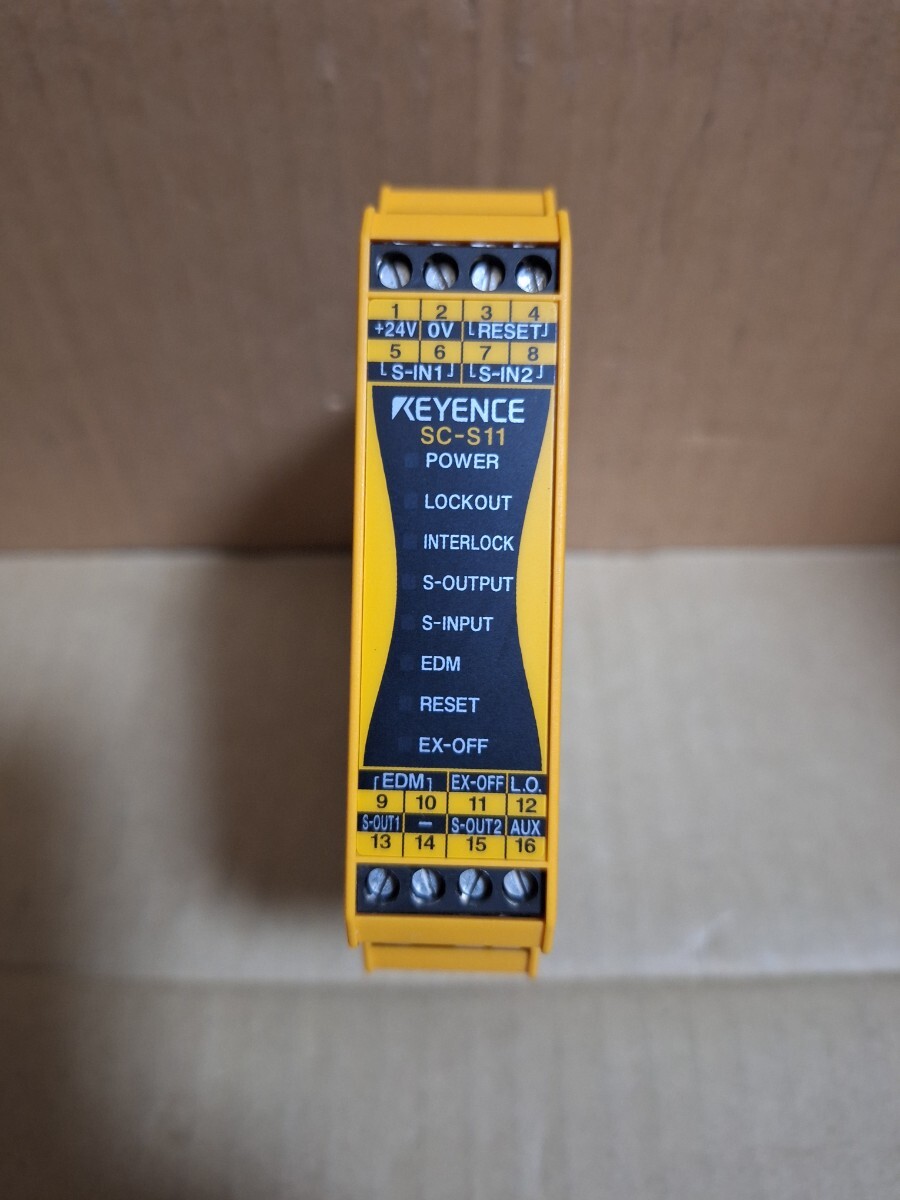 1 2 3 4
+24V 0V RESET
5 6 7 8
S-IN1 S-IN2
KEYENCE
SC-S11
POWER
LOCKOUT
INTERLOCK
S-OUTPUT
S-INPUT
EDM
RESET
EX-OFF
EDM EX-OFF L.O.
9 10 11 12
S-OUT1 — S-OUT2 AUX
13 14 15 16